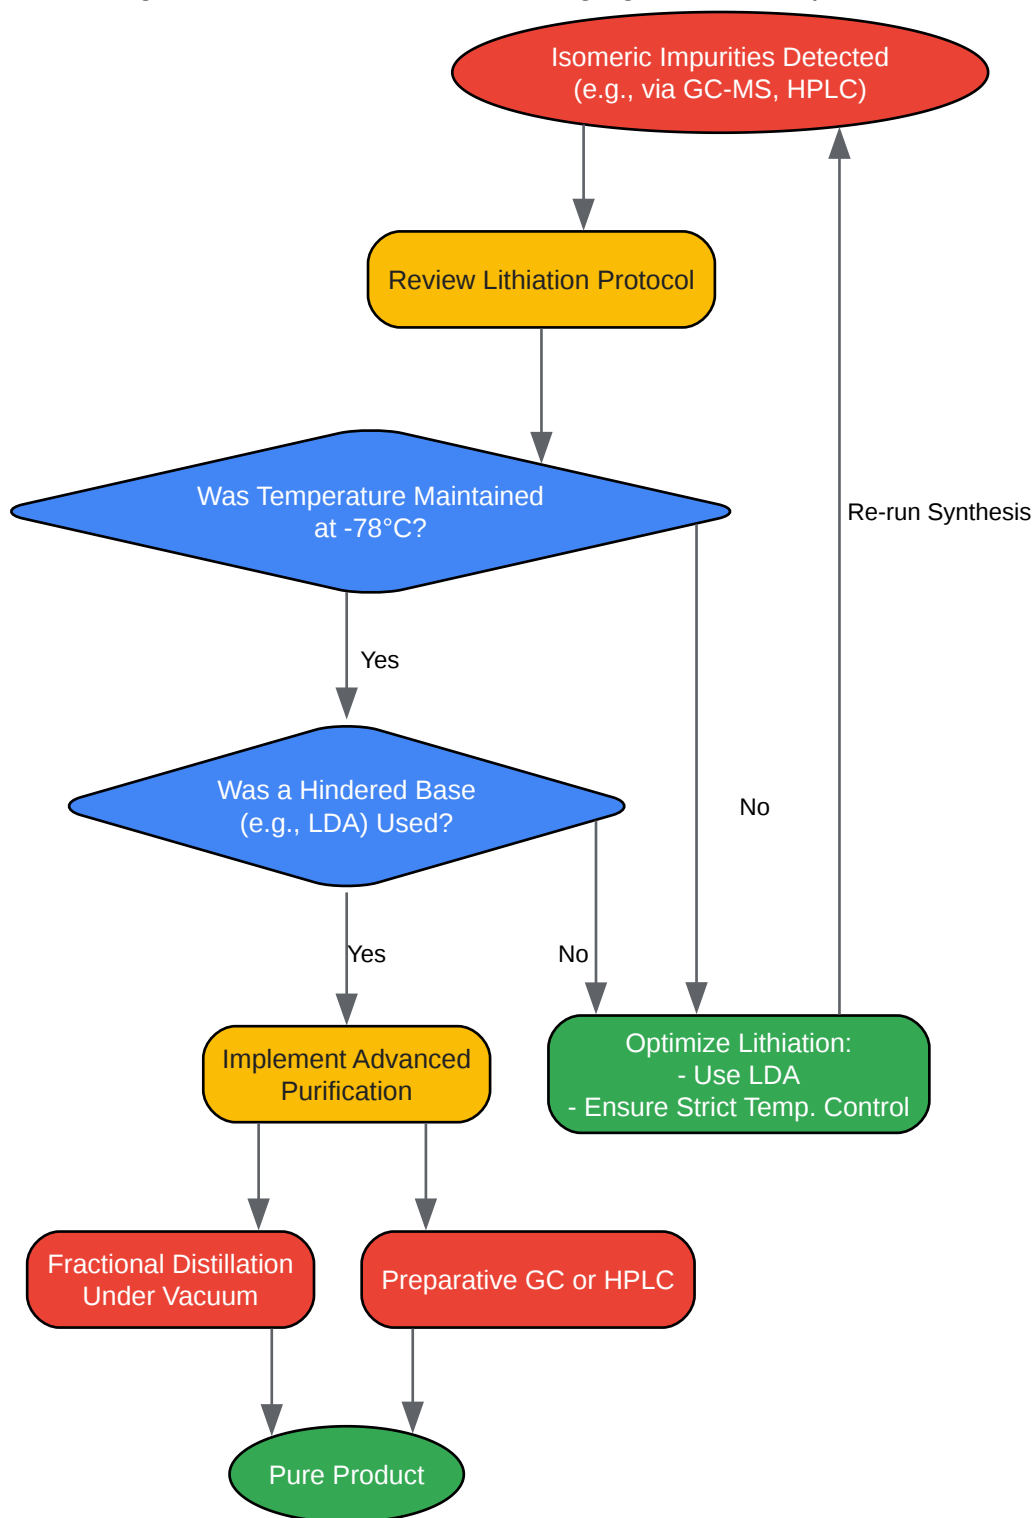 Isomeric Impurities Detected
(e.g., via GC-MS, HPLC)
Review Lithiation Protocol
Was Temperature Maintained
at -78°C?
Re-run Synthesis
Yes
Was a Hindered Base
(e.g., LDA) Used?
No
Yes
No
Implement Advanced
Purification
Optimize Lithiation:
- Use LDA
- Ensure Strict Temp. Control
Fractional Distillation
Under Vacuum
Preparative GC or HPLC
Pure Product